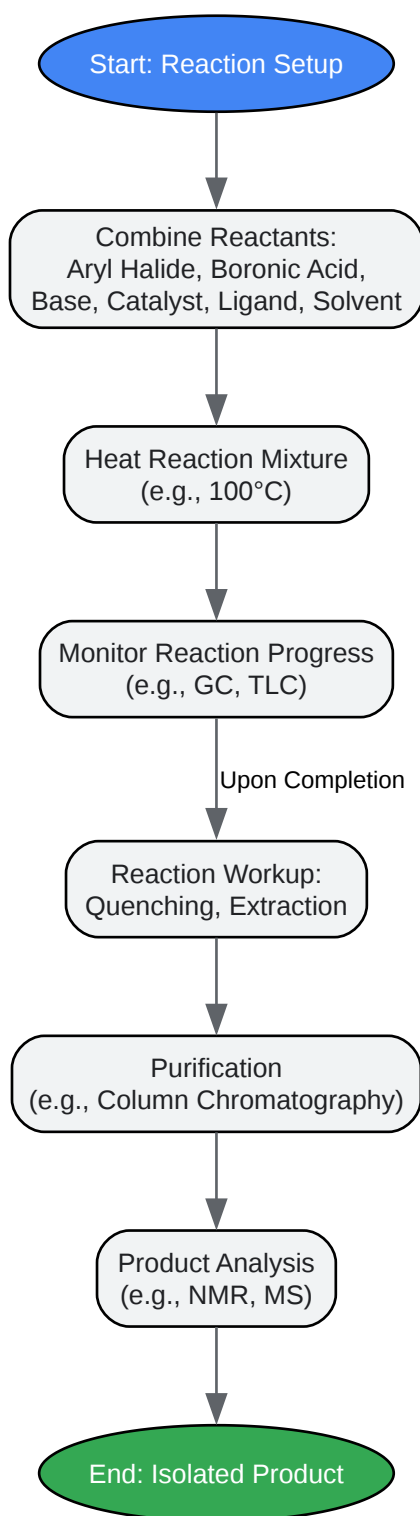 Start: Reaction Setup
Combine Reactants:
Aryl Halide, Boronic Acid,
Base, Catalyst, Ligand, Solvent
Heat Reaction Mixture
(e.g., 100°C)
Monitor Reaction Progress
(e.g., GC, TLC)
Upon Completion
Reaction Workup:
Quenching, Extraction
Purification
(e.g., Column Chromatography)
Product Analysis
(e.g., NMR, MS)
End: Isolated Product